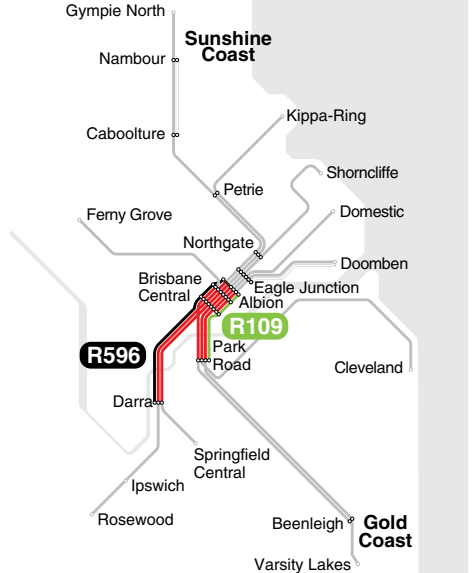 Gympie North
Sunshine
Coast
Nambour
Caboolture
Kippa-Ring
Shorncliffe
Petrie
Domestic
Ferny Grove
Northgate
Doomben
Brisbane
Central
Eagle Junction
Albion
R109
R596
Park
Road
Cleveland
Darra
Springfield
Central
Ipswich
Rosewood
Beenleigh
Gold
Coast
Varsity Lakes